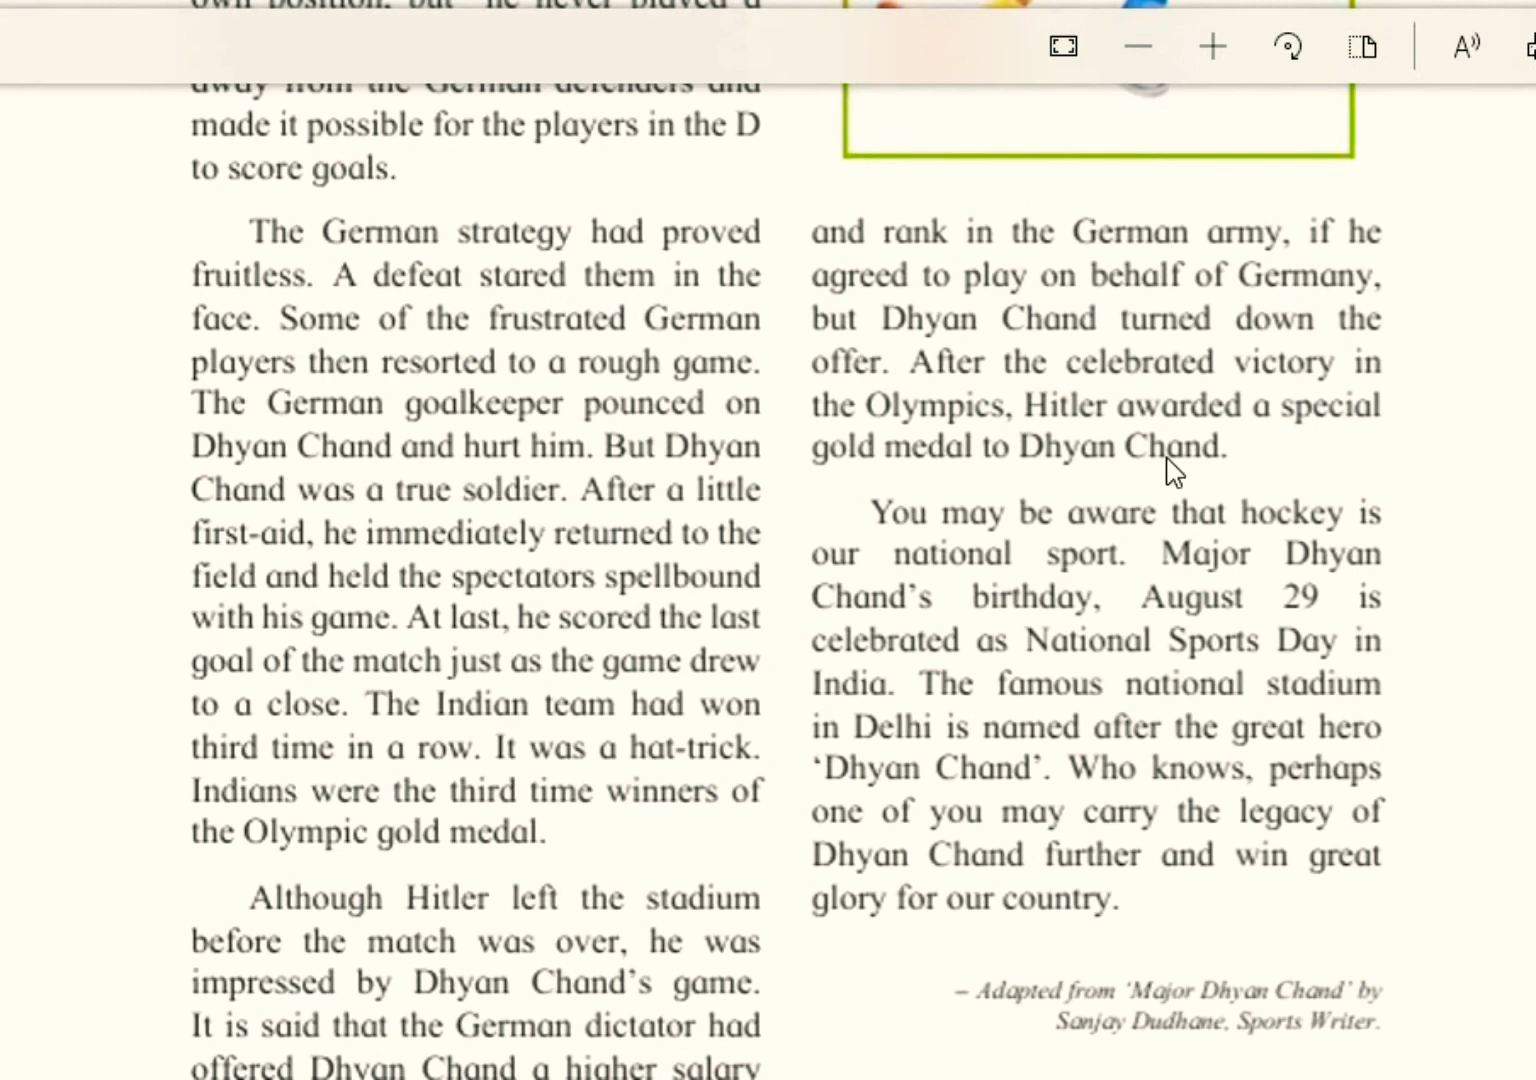 made it possible for the players in the D
to score goals.
The German strategy had proved
fruitless. A defeat stared them in the
face. Some of the frustrated German
players then resorted to a rough game.
The German goalkeeper pounced on
Dhyan Chand and hurt him. But Dhyan
Chand was a true soldier. After a little
first-aid, he immediately returned to the
field and held the spectators spellbound
with his game. At last, he scored the last
goal of the match just as the game drew
to a close. The Indian team had won
third time in a row. It was a hat-trick.
Indians were the third time winners of
the Olympic gold medal.
Although Hitler left the stadium
before the match was over, he was
impressed by Dhyan Chand's game.
It is said that the German dictator had
offered Dhyan Chand a higher salary
and rank in the German army, if he
agreed to play on behalf of Germany,
but Dhyan Chand turned down the
offer. After the celebrated victory in
the Olympics, Hitler awarded a special
gold medal to Dhyan Chand.
You may be aware that hockey is
our national sport. Major Dhyan
Chand's birthday, August 29 is
celebrated as National Sports Day in
India. The famous national stadium
in Delhi is named after the great hero
'Dhyan Chand'. Who knows, perhaps
one of you may carry the legacy of
Dhyan Chand further and win great
glory for our country.
– Adapted from 'Major Dhyan Chand' by
Sanjay Dudhane, Sports Writer.